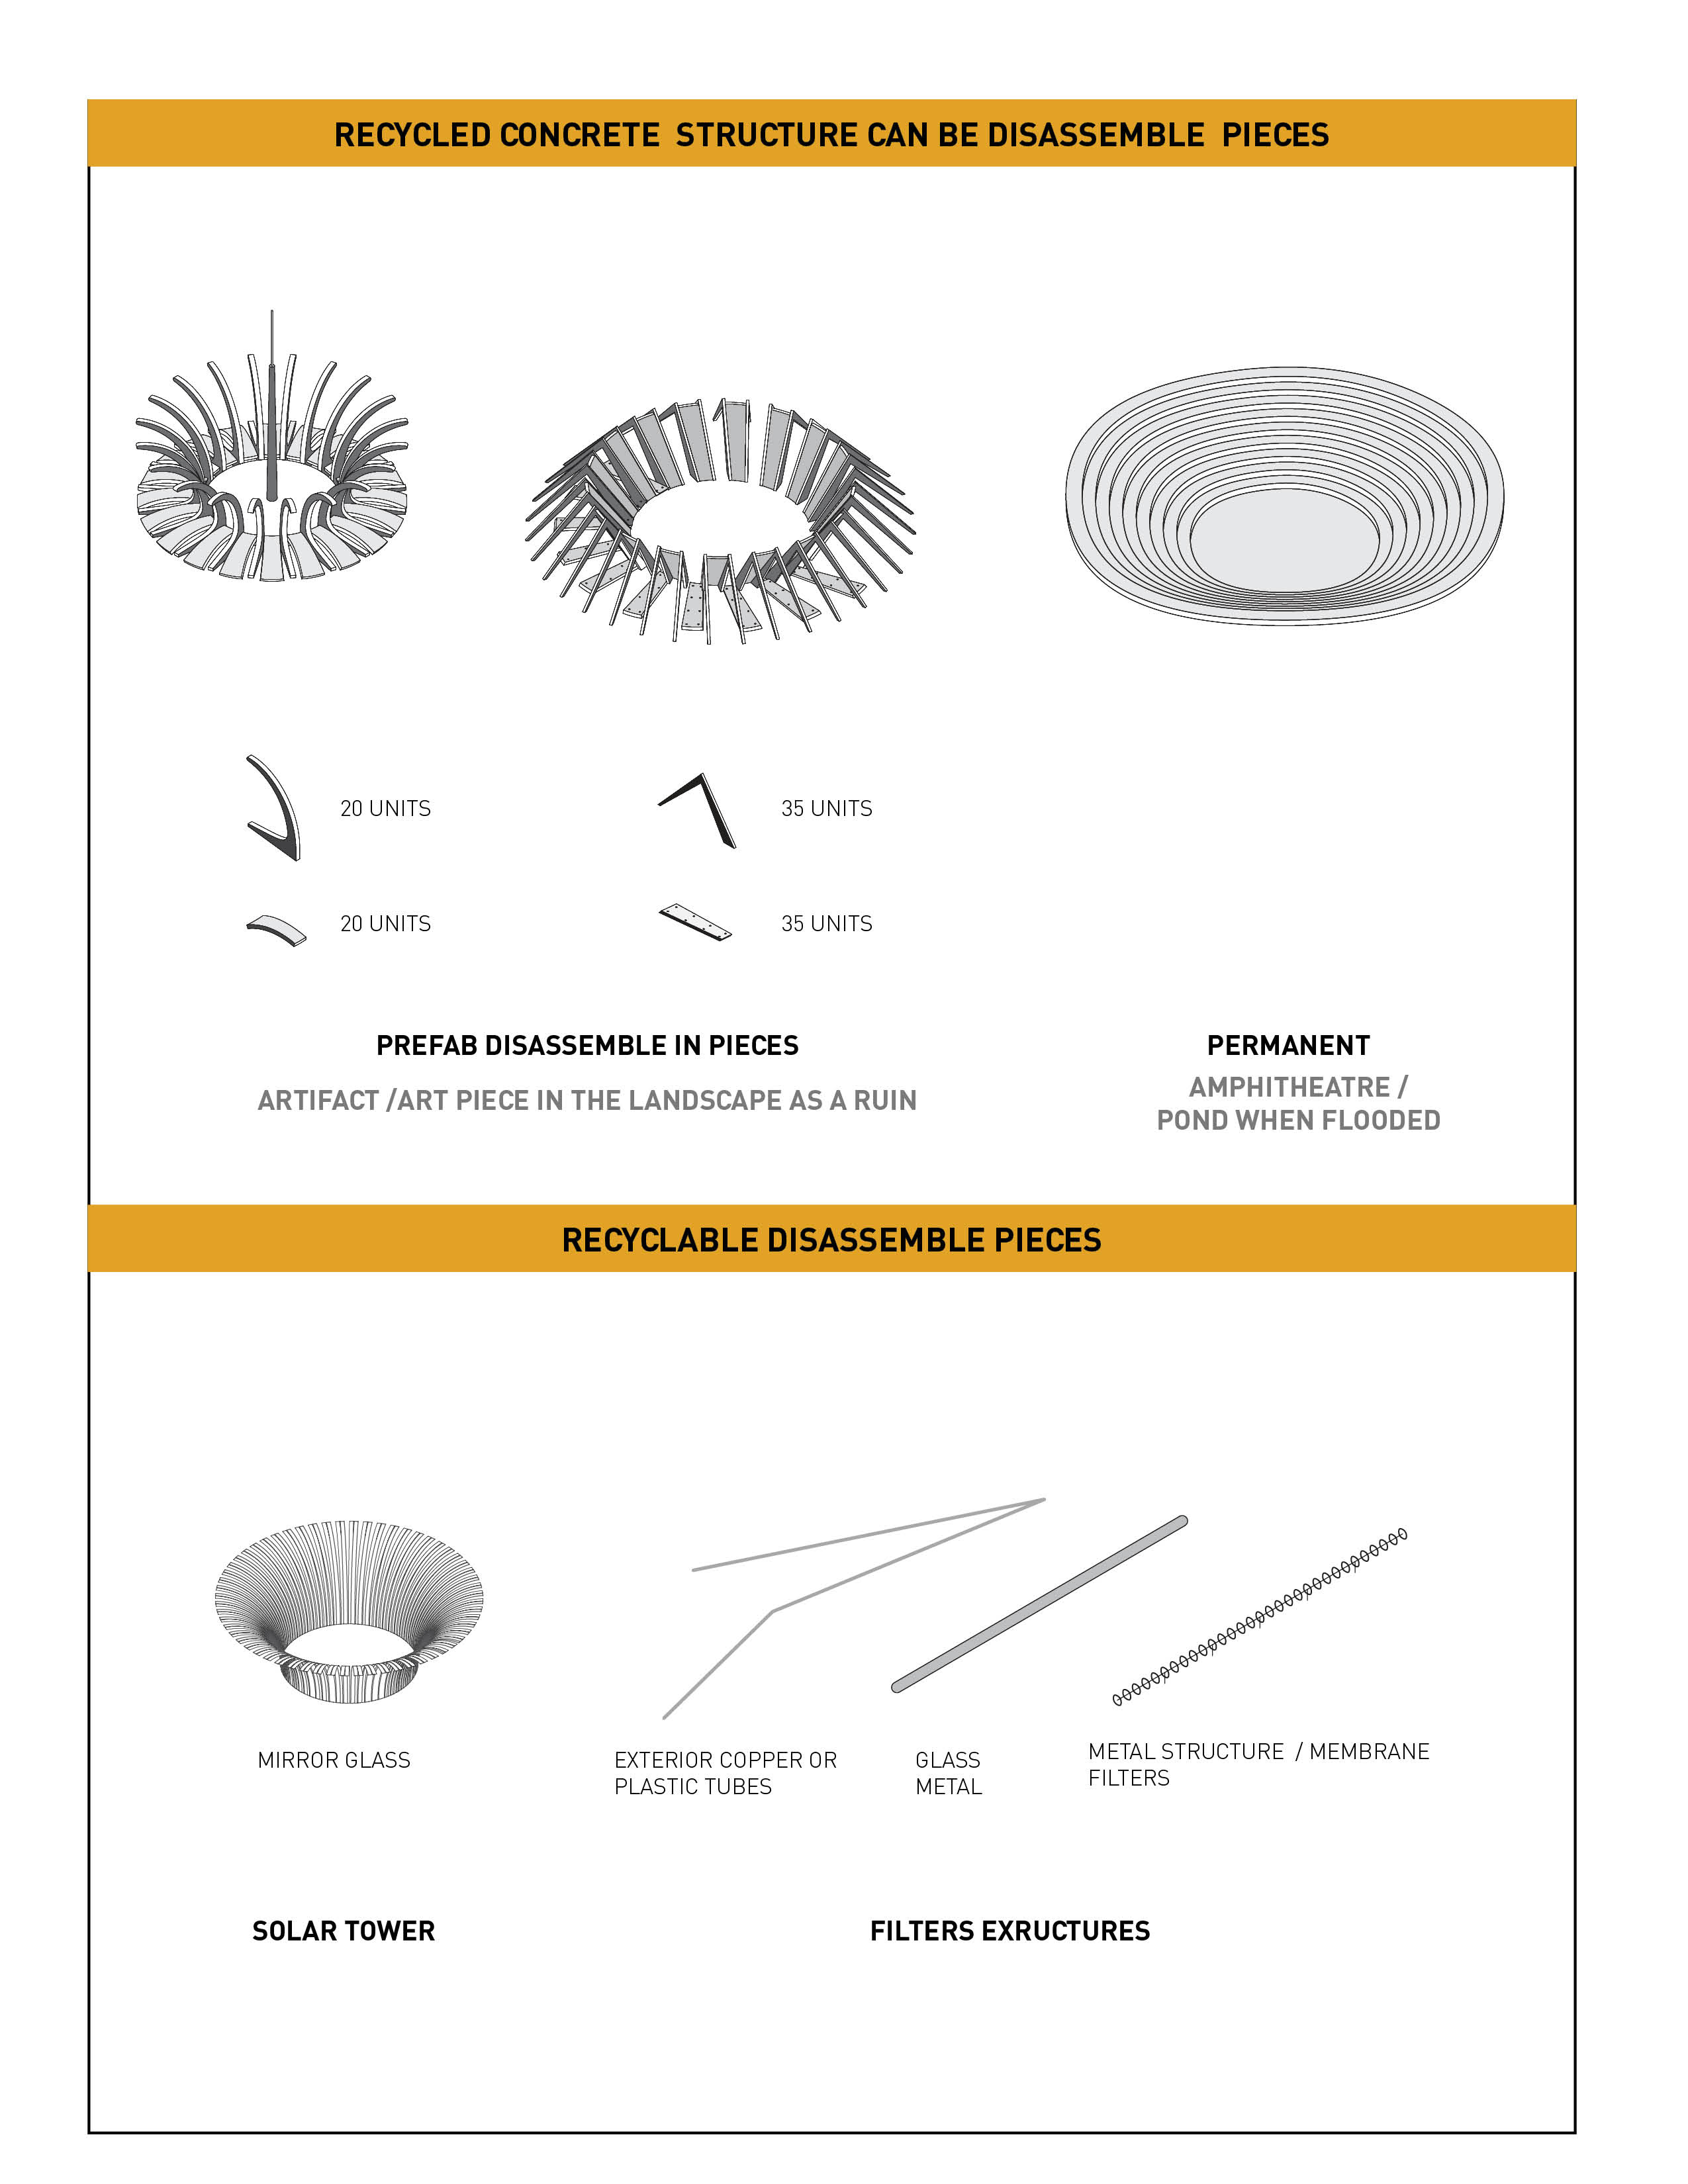 RECYCLED CONCRETE STRUCTURE CAN BE DISASSEMBLE PIECES
20 UNITS
35 UNITS
20 UNITS
35 UNITS
PREFAB DISASSEMBLE IN PIECES
ARTIFACT /ART PIECE IN THE LANDSCAPE AS A RUIN
PERMANENT
AMPHITHEATRE /
POND WHEN FLOODED
RECYCLABLE DISASSEMBLE PIECES
MIRROR GLASS
EXTERIOR COPPER OR
PLASTIC TUBES
GLASS
METAL
METAL STRUCTURE / MEMBRANE
FILTERS
SOLAR TOWER
FILTERS EXRUCTURES